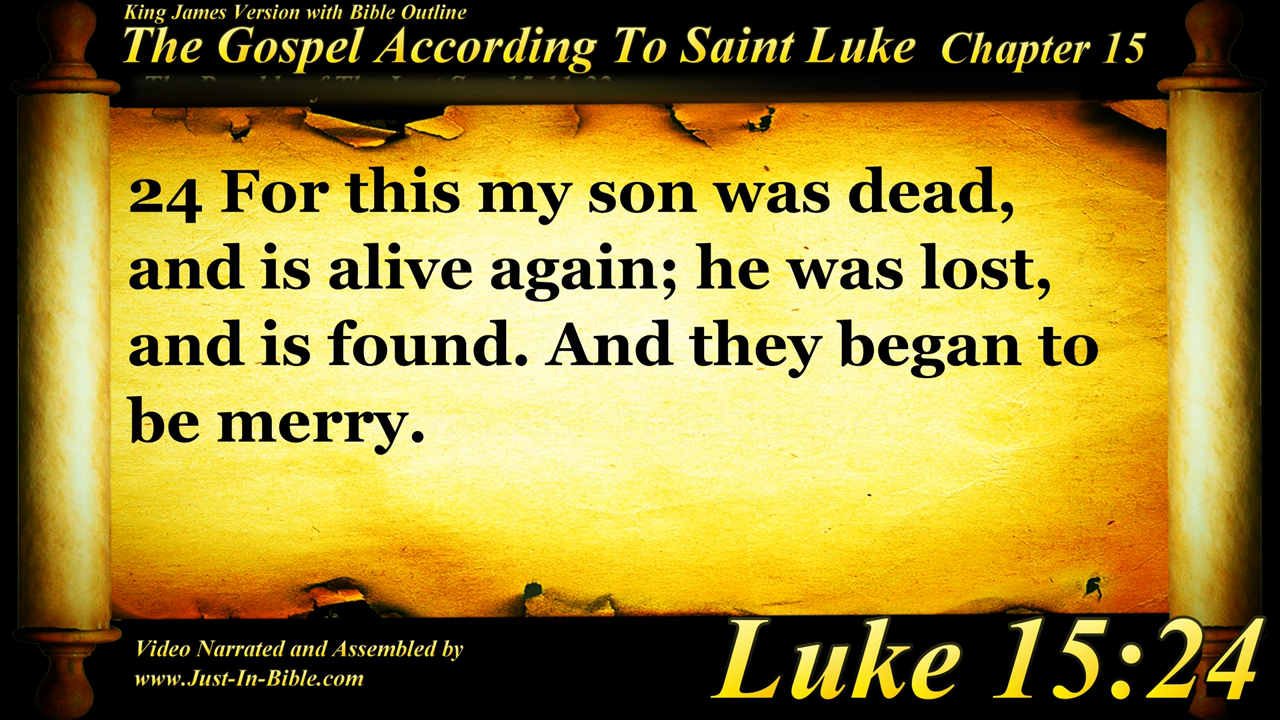 King James Version with Bible Outline
The Gospel According To Saint Luke Chapter 15
24 For this my son was dead,
and is alive again; he was lost,
and is found. And they began to
be merry.
Video Narrated and Assembled by
www.Just-In-Bible.com
Luke 15:24